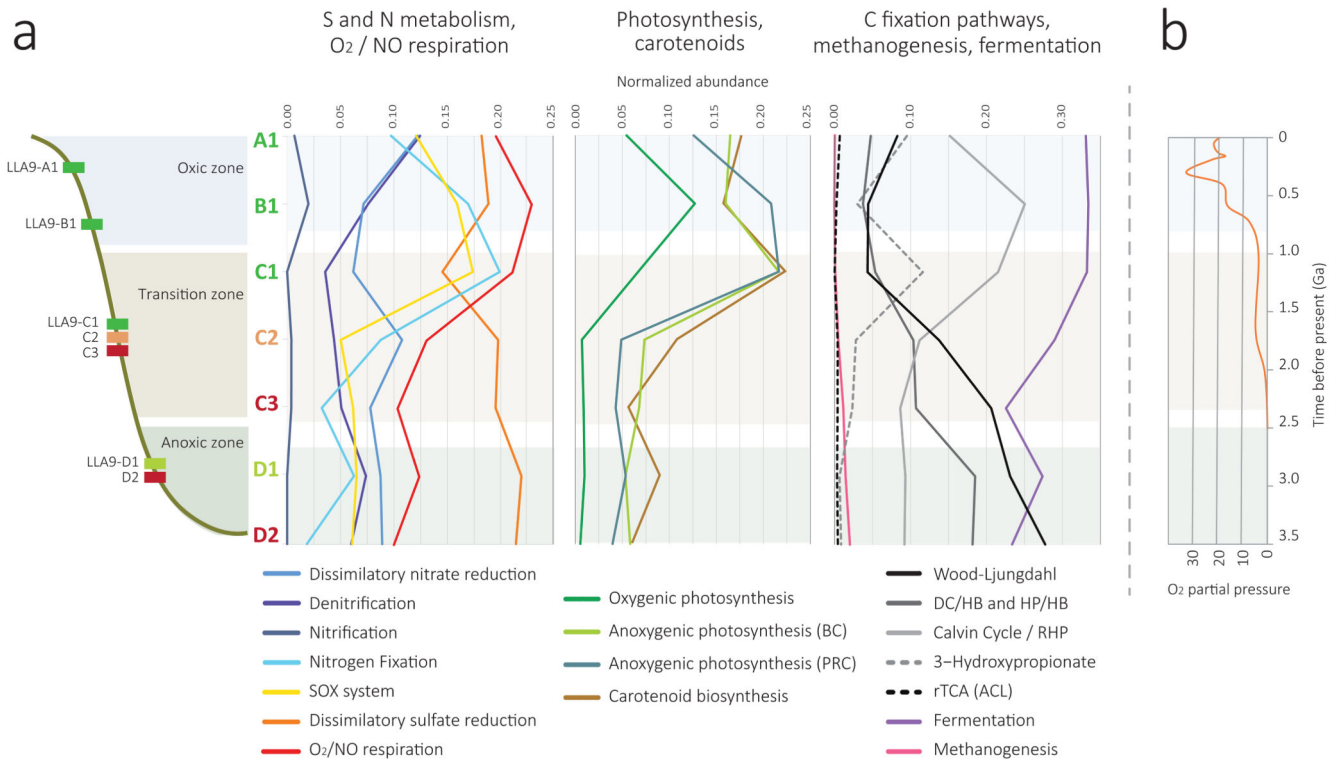 a
S and N metabolism,
O₂ / NO respiration
Photosynthesis,
carotenoids
C fixation pathways,
methanogenesis, fermentation
b
Normalized abundance
0.00
0.05
0.10
0.15
0.20
0.25
0.00
0.05
0.10
0.15
0.20
0.25
0.00
0.10
0.20
0.30
A1
B1
C1
C2
C3
D1
D2
Oxic zone
LLA9-A1
LLA9-B1
Transition zone
LLA9-C1
C2
C3
Anoxic zone
LLA9-D1
D2
Dissimilatory nitrate reduction
Denitrification
Nitrification
Nitrogen Fixation
SOX system
Dissimilatory sulfate reduction
O₂/NO respiration
Oxygenic photosynthesis
Anoxygenic photosynthesis (BC)
Anoxygenic photosynthesis (PRC)
Carotenoid biosynthesis
Wood-Ljungdahl
DC/HB and HP/HB
Calvin Cycle / RHP
3−Hydroxypropionate
rTCA (ACL)
Fermentation
Methanogenesis
0
0.5
1.0
1.5
2.0
2.5
3.0
3.5
Time before present (Ga)
30
20
10
0
O₂ partial pressure